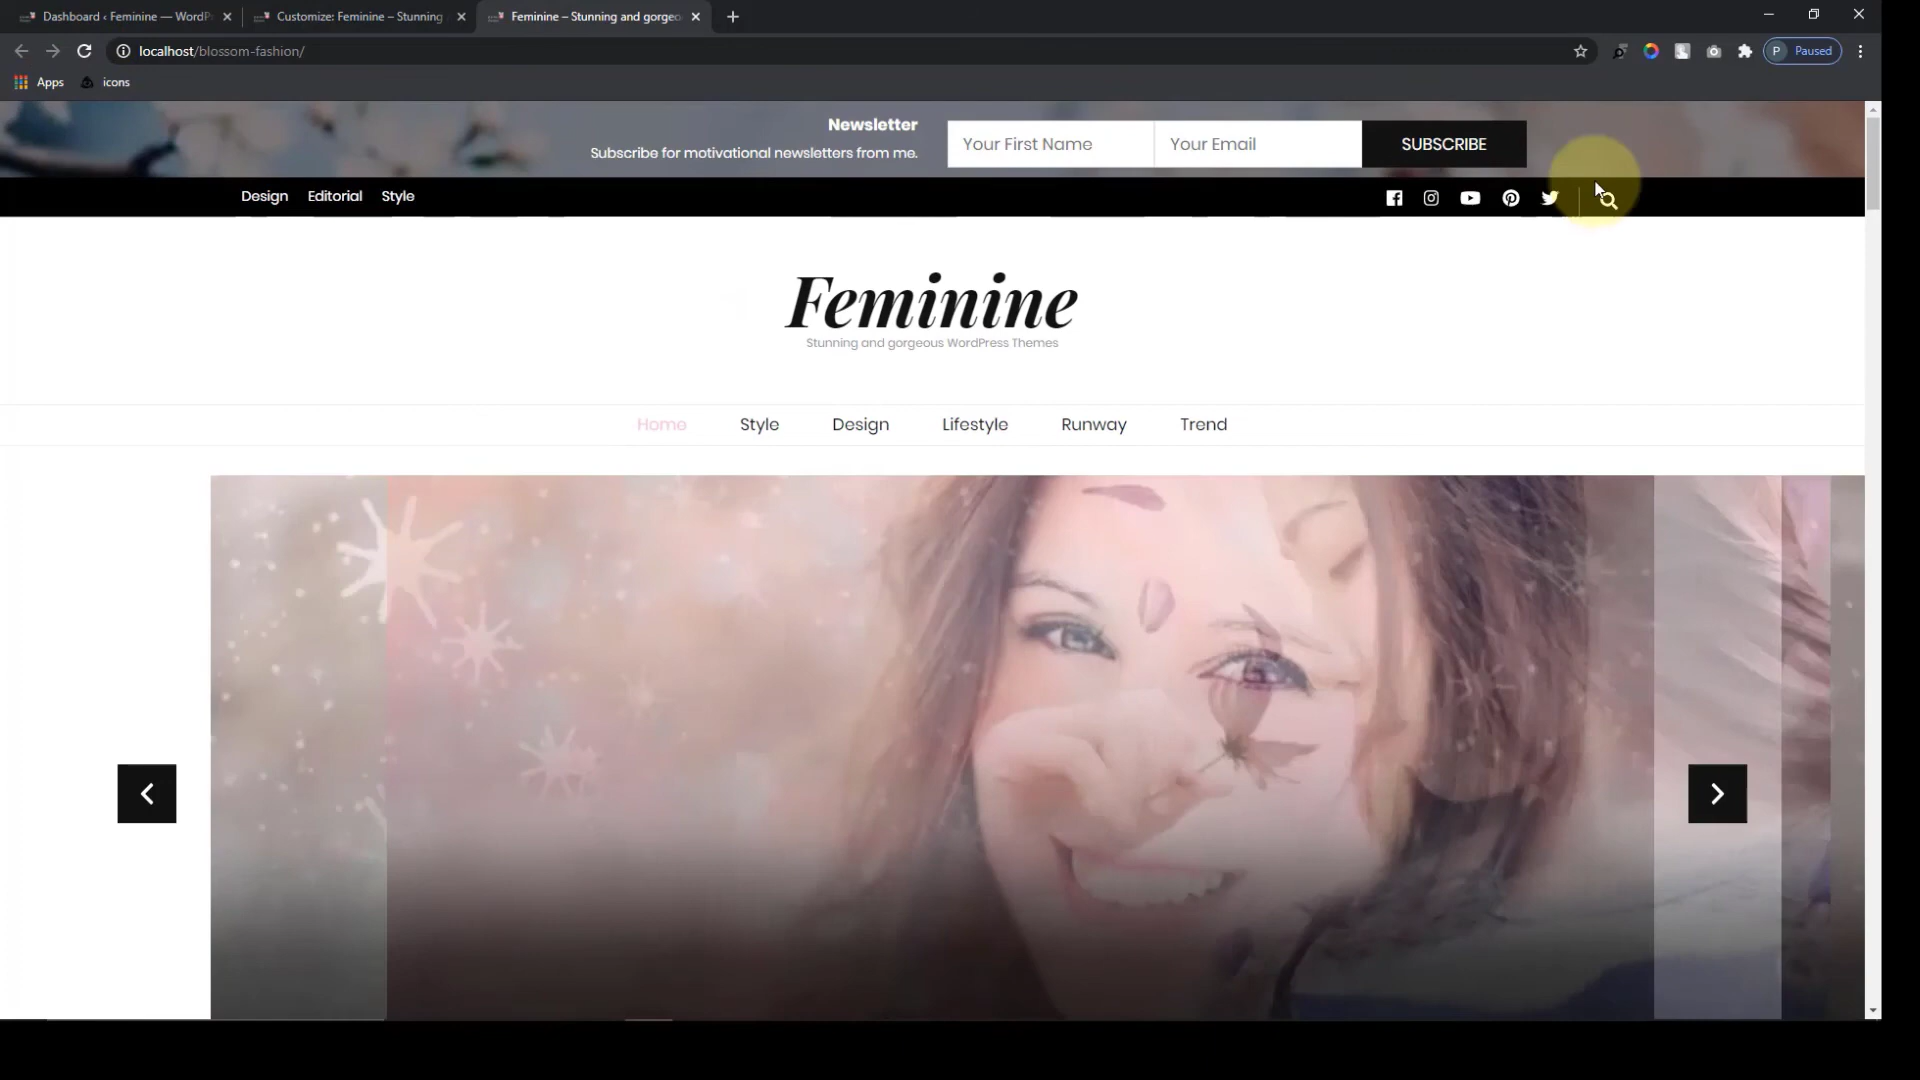 Dashboard ‹ Feminine — WordP
Customize: Feminine – Stunning
Feminine – Stunning and gorgeo
localhost/blossom-fashion/
P Paused
Apps
icons
Newsletter
Subscribe for motivational newsletters from me.
Your First Name
Your Email
SUBSCRIBE
Design Editorial Style
Feminine
Stunning and gorgeous WordPress Themes
Home Style Design Lifestyle Runway Trend